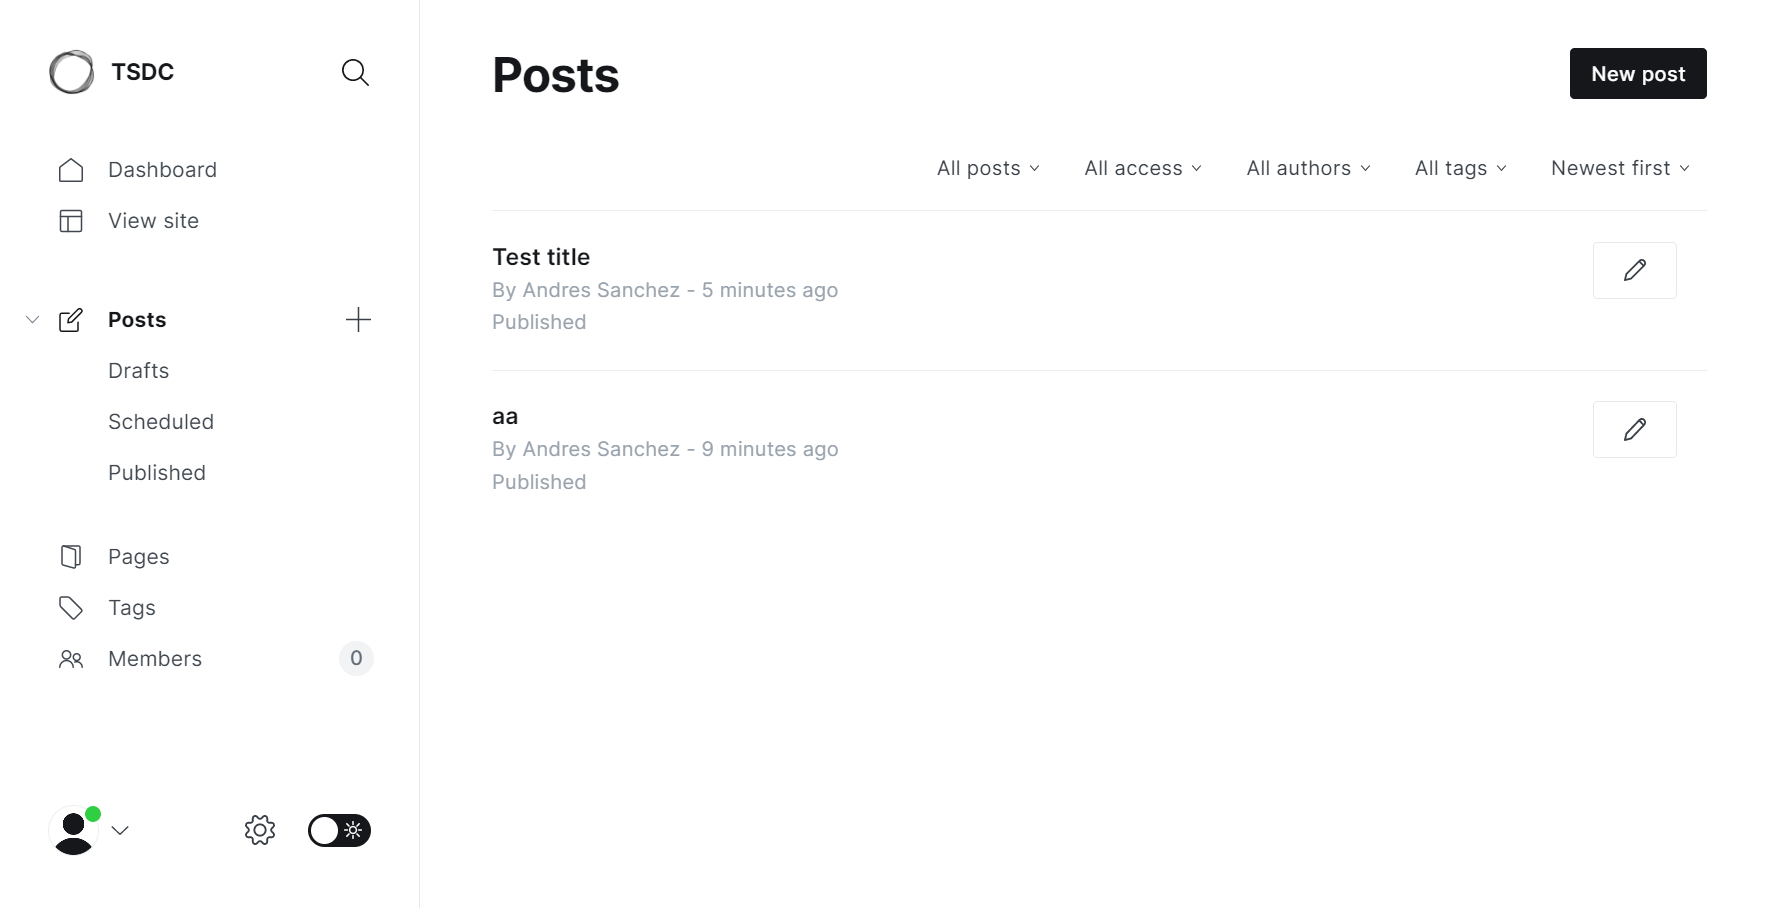 TSDC
Dashboard
View site
Posts
Drafts
Scheduled
Published
Pages
Tags
Members
0
Posts
New post
All posts
All access
All authors
All tags
Newest first
Test title
By Andres Sanchez - 5 minutes ago
Published
aa
By Andres Sanchez - 9 minutes ago
Published